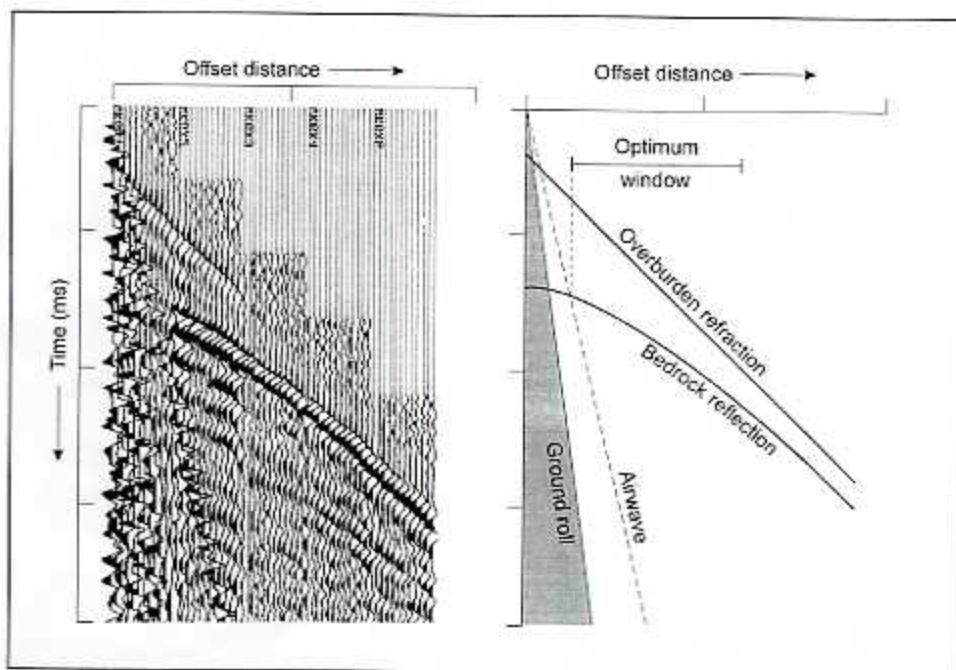 Offset distance
Time (ms)
Offset distance
Optimum
window
Overburden refraction
Bedrock reflection
Ground roll
Airwave